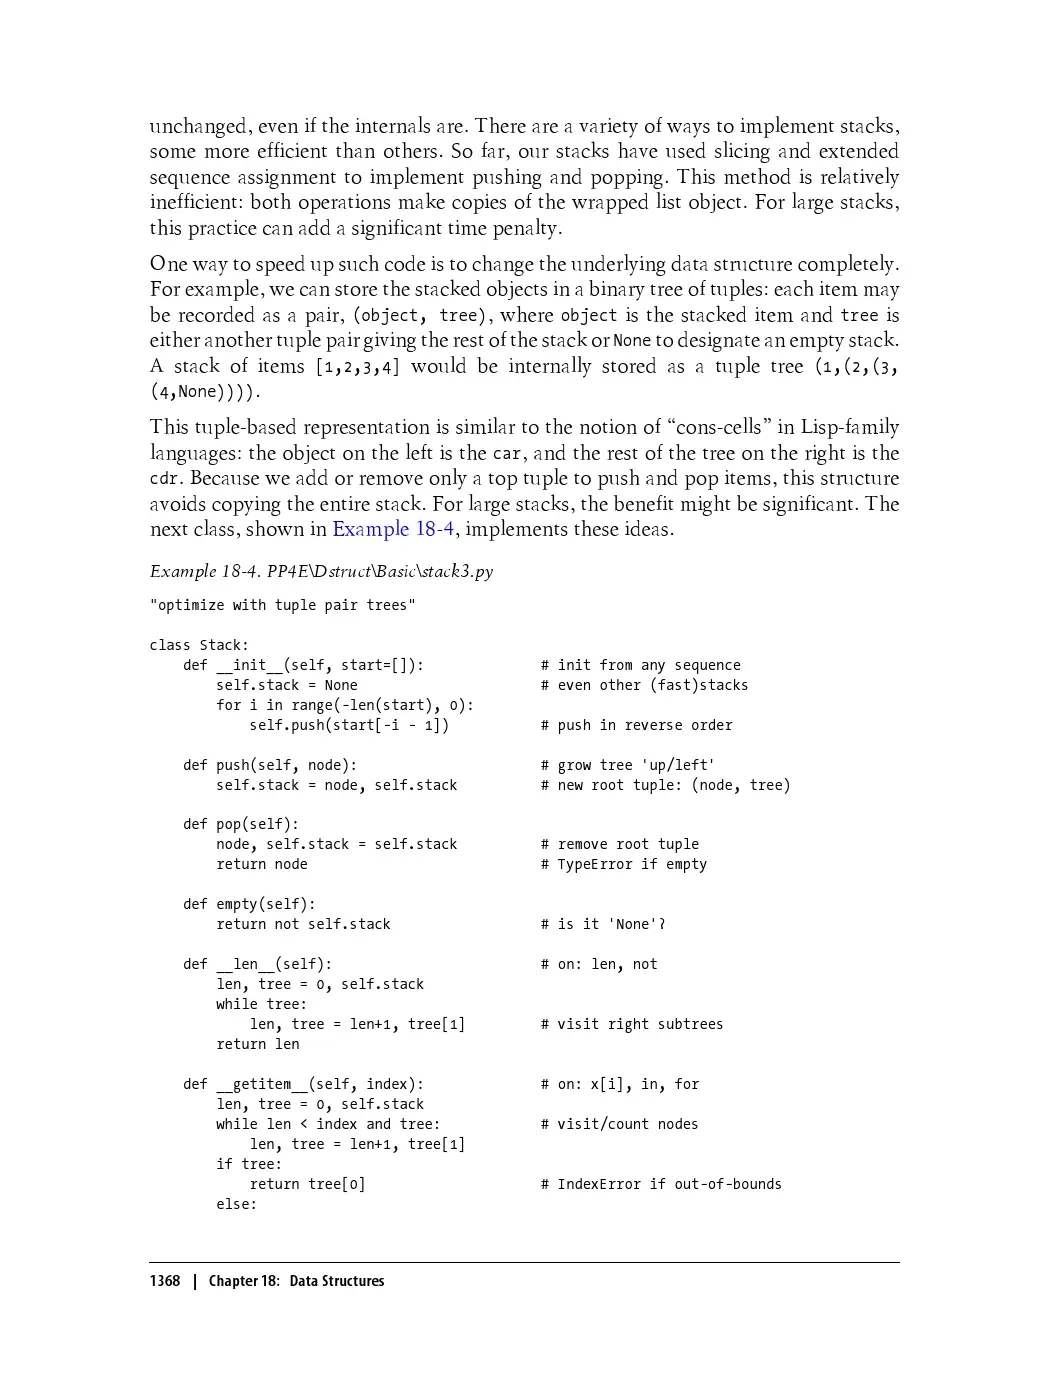 unchanged, even if the internals are. There are a variety of ways to implement stacks,
some more efficient than others. So far, our stacks have used slicing and extended
sequence assignment to implement pushing and popping. This method is relatively
inefficient: both operations make copies of the wrapped list object. For large stacks,
this practice can add a significant time penalty.
One way to speed up such code is to change the underlying data structure completely.
For example, we can store the stacked objects in a binary tree of tuples: each item may
be recorded as a pair, (object, tree), where object is the stacked item and tree is
either another tuple pair giving the rest of the stack or None to designate an empty stack.
A stack of items [1,2,3,4] would be internally stored as a tuple tree (1,(2,(3,
(4,None)))).
This tuple-based representation is similar to the notion of “cons-cells” in Lisp-family
languages: the object on the left is the car, and the rest of the tree on the right is the
cdr. Because we add or remove only a top tuple to push and pop items, this structure
avoids copying the entire stack. For large stacks, the benefit might be significant. The
next class, shown in Example 18-4, implements these ideas.
Example 18-4. PP4E\Dstruct\Basic\stack3.py
"optimize with tuple pair trees"
class Stack:
    def __init__(self, start=[]):              # init from any sequence
        self.stack = None                      # even other (fast)stacks
        for i in range(-len(start), 0):
            self.push(start[-i - 1])           # push in reverse order
    def push(self, node):                      # grow tree 'up/left'
        self.stack = node, self.stack          # new root tuple: (node, tree)
    def pop(self):
        node, self.stack = self.stack          # remove root tuple
        return node                            # TypeError if empty
    def empty(self):
        return not self.stack                  # is it 'None'?
    def __len__(self):                         # on: len, not
        len, tree = 0, self.stack
        while tree:
            len, tree = len+1, tree[1]         # visit right subtrees
        return len
    def __getitem__(self, index):              # on: x[i], in, for
        len, tree = 0, self.stack
        while len < index and tree:            # visit/count nodes
            len, tree = len+1, tree[1]
        if tree:
            return tree[0]                     # IndexError if out-of-bounds
        else:
1368 | Chapter 18: Data Structures